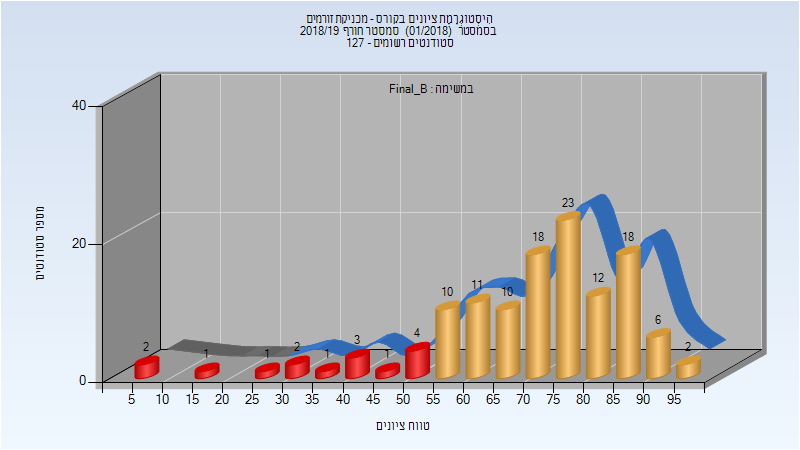 היסטוגרמת ציונים בקורס - מכניקת זורמים
בסמסטר (01/2018) סמסטר חורף 2018/19
סטודנטים רשומים - 127
במשימה : Final_B
40
20
0
מספר סטודנטים
2
1
1
2
1
3
1
4
10
11
10
18
23
12
18
6
2
5 10 15 20 25 30 35 40 45 50 55 60 65 70 75 80 85 90 95
טווח ציונים